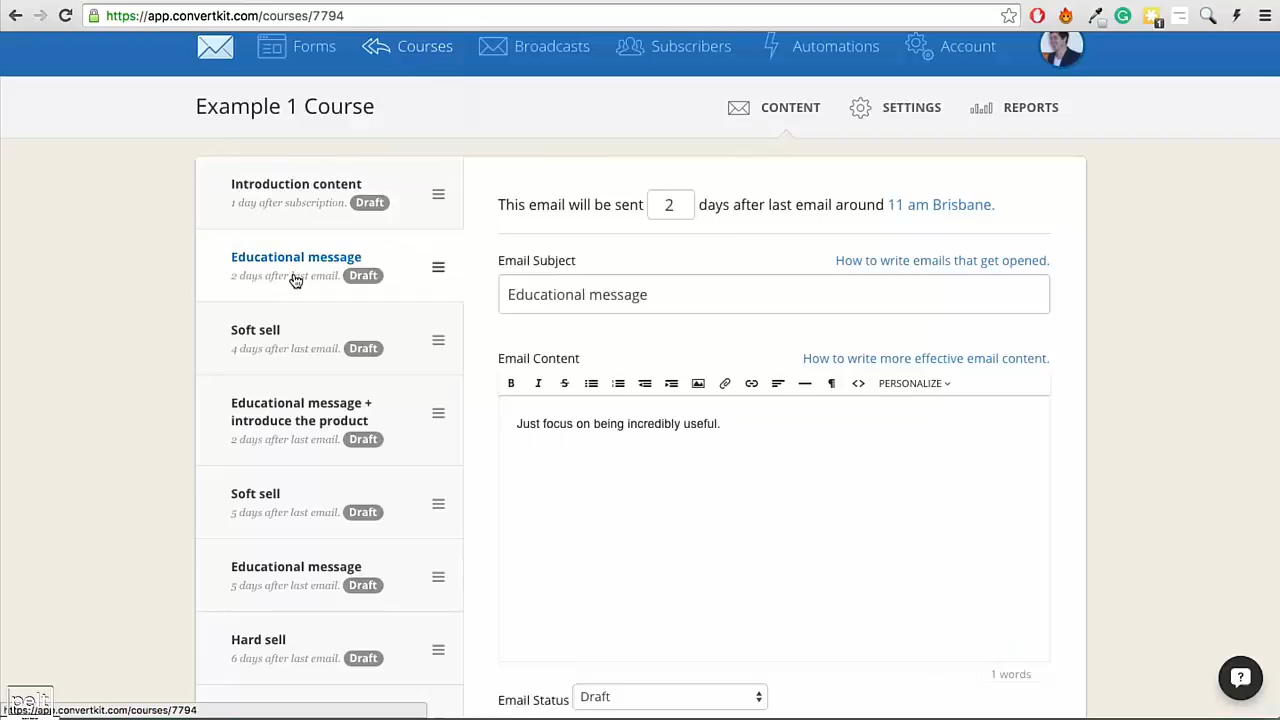 https://app.convertkit.com/courses/7794
Forms
Courses
Broadcasts
Subscribers
Automations
Account
Example 1 Course
CONTENT
SETTINGS
REPORTS
Introduction content
1 day after subscription. Draft
Educational message
2 days after last email. Draft
Soft sell
4 days after last email. Draft
Educational message +
introduce the product
2 days after last email. Draft
Soft sell
5 days after last email. Draft
Educational message
5 days after last email. Draft
Hard sell
6 days after last email. Draft
This email will be sent 2 days after last email around 11 am Brisbane.
Email Subject
How to write emails that get opened.
Educational message
Email Content
How to write more effective email content.
B I S PERSONALIZE
Just focus on being incredibly useful.
1 words
Email Status Draft
https://app.convertkit.com/courses/7794